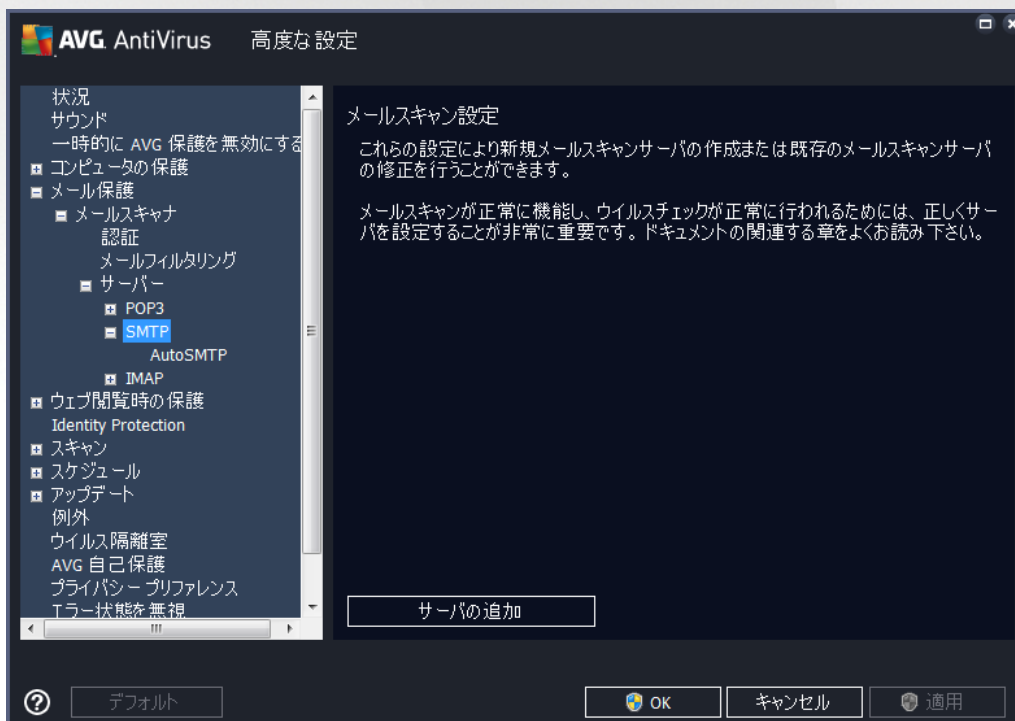 AVG. AntiVirus 高度な設定
状況
サウンド
一時的に AVG 保護を無効にする
コンピュータの保護
メール保護
メールスキャナ
認証
メールフィルタリング
サーバー
POP3
SMTP
AutoSMTP
IMAP
ウェブ閲覧時の保護
Identity Protection
スキャン
スケジュール
アップデート
例外
ウイルス隔離室
AVG 自己保護
プライバシー プリファレンス
エラー状態を無視
メールスキャン設定
これらの設定により新規メールスキャンサーバの作成または既存のメールスキャンサーバ
の修正を行うことができます。
メールスキャンが正常に機能し、ウイルスチェックが正常に行われるためには、正しくサー
バを設定することが非常に重要です。ドキュメントの関連する章をよくお読み下さい。
サーバの追加
デフォルト
OK
キャンセル
適用